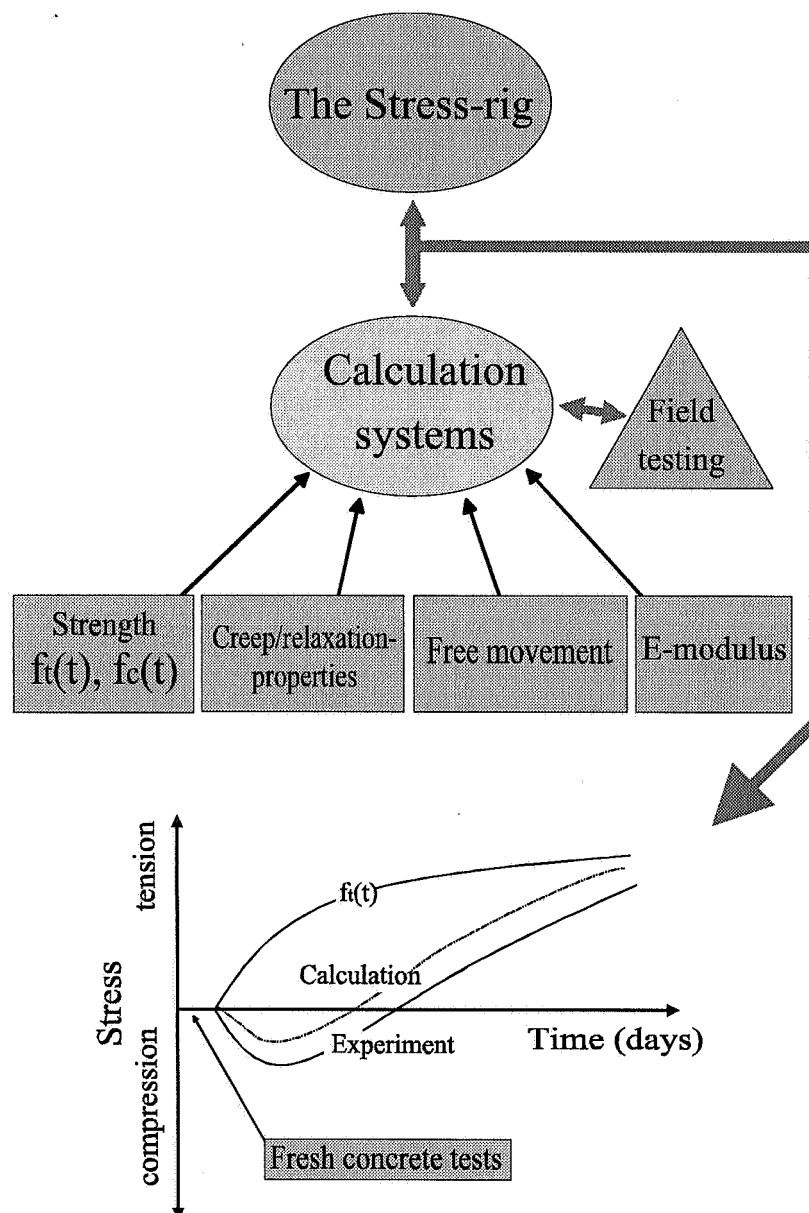 The Stress-rig
Calculation
systems
Field
testing
Strength
ft(t), fc(t)
Creep/relaxation-
properties
Free movement
E-modulus
tension
Stress
compression
ft(t)
Calculation
Experiment
Time (days)
Fresh concrete tests